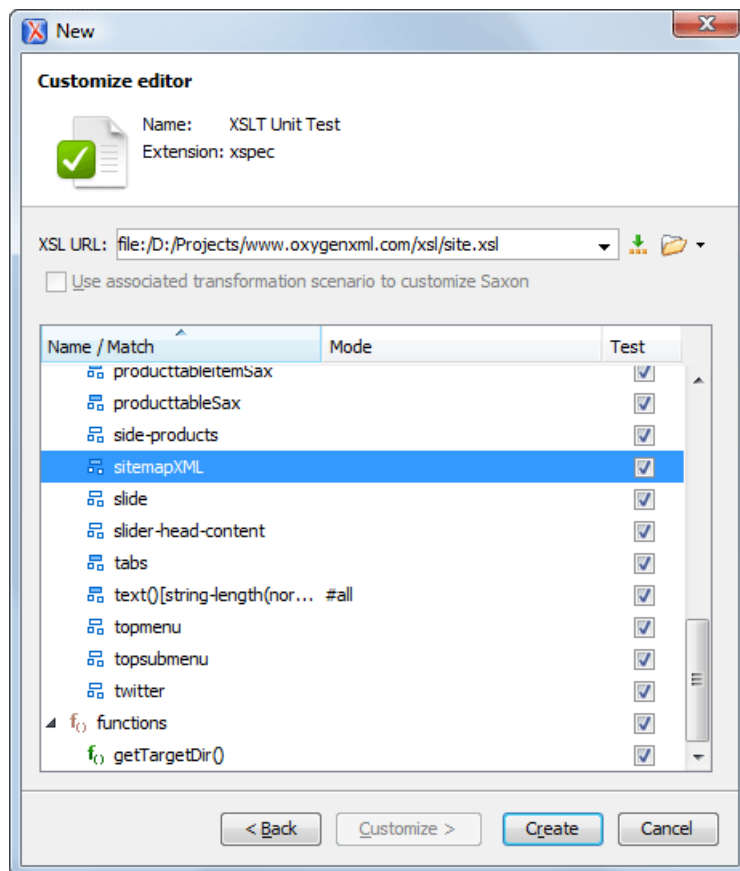 New
Customize editor
Name: XSLT Unit Test
Extension: xspec
XSL URL: file:/D:/Projects/www.oxygenxml.com/xsl/site.xsl
Use associated transformation scenario to customize Saxon
Name / Match Mode Test
producttableitemSax
producttableSax
side-products
sitemapXML
slide
slider-head-content
tabs
text()[string-length(nor... #all
topmenu
topsubmenu
twitter
f() functions
f() getTargetDir()
< Back Customize > Create Cancel